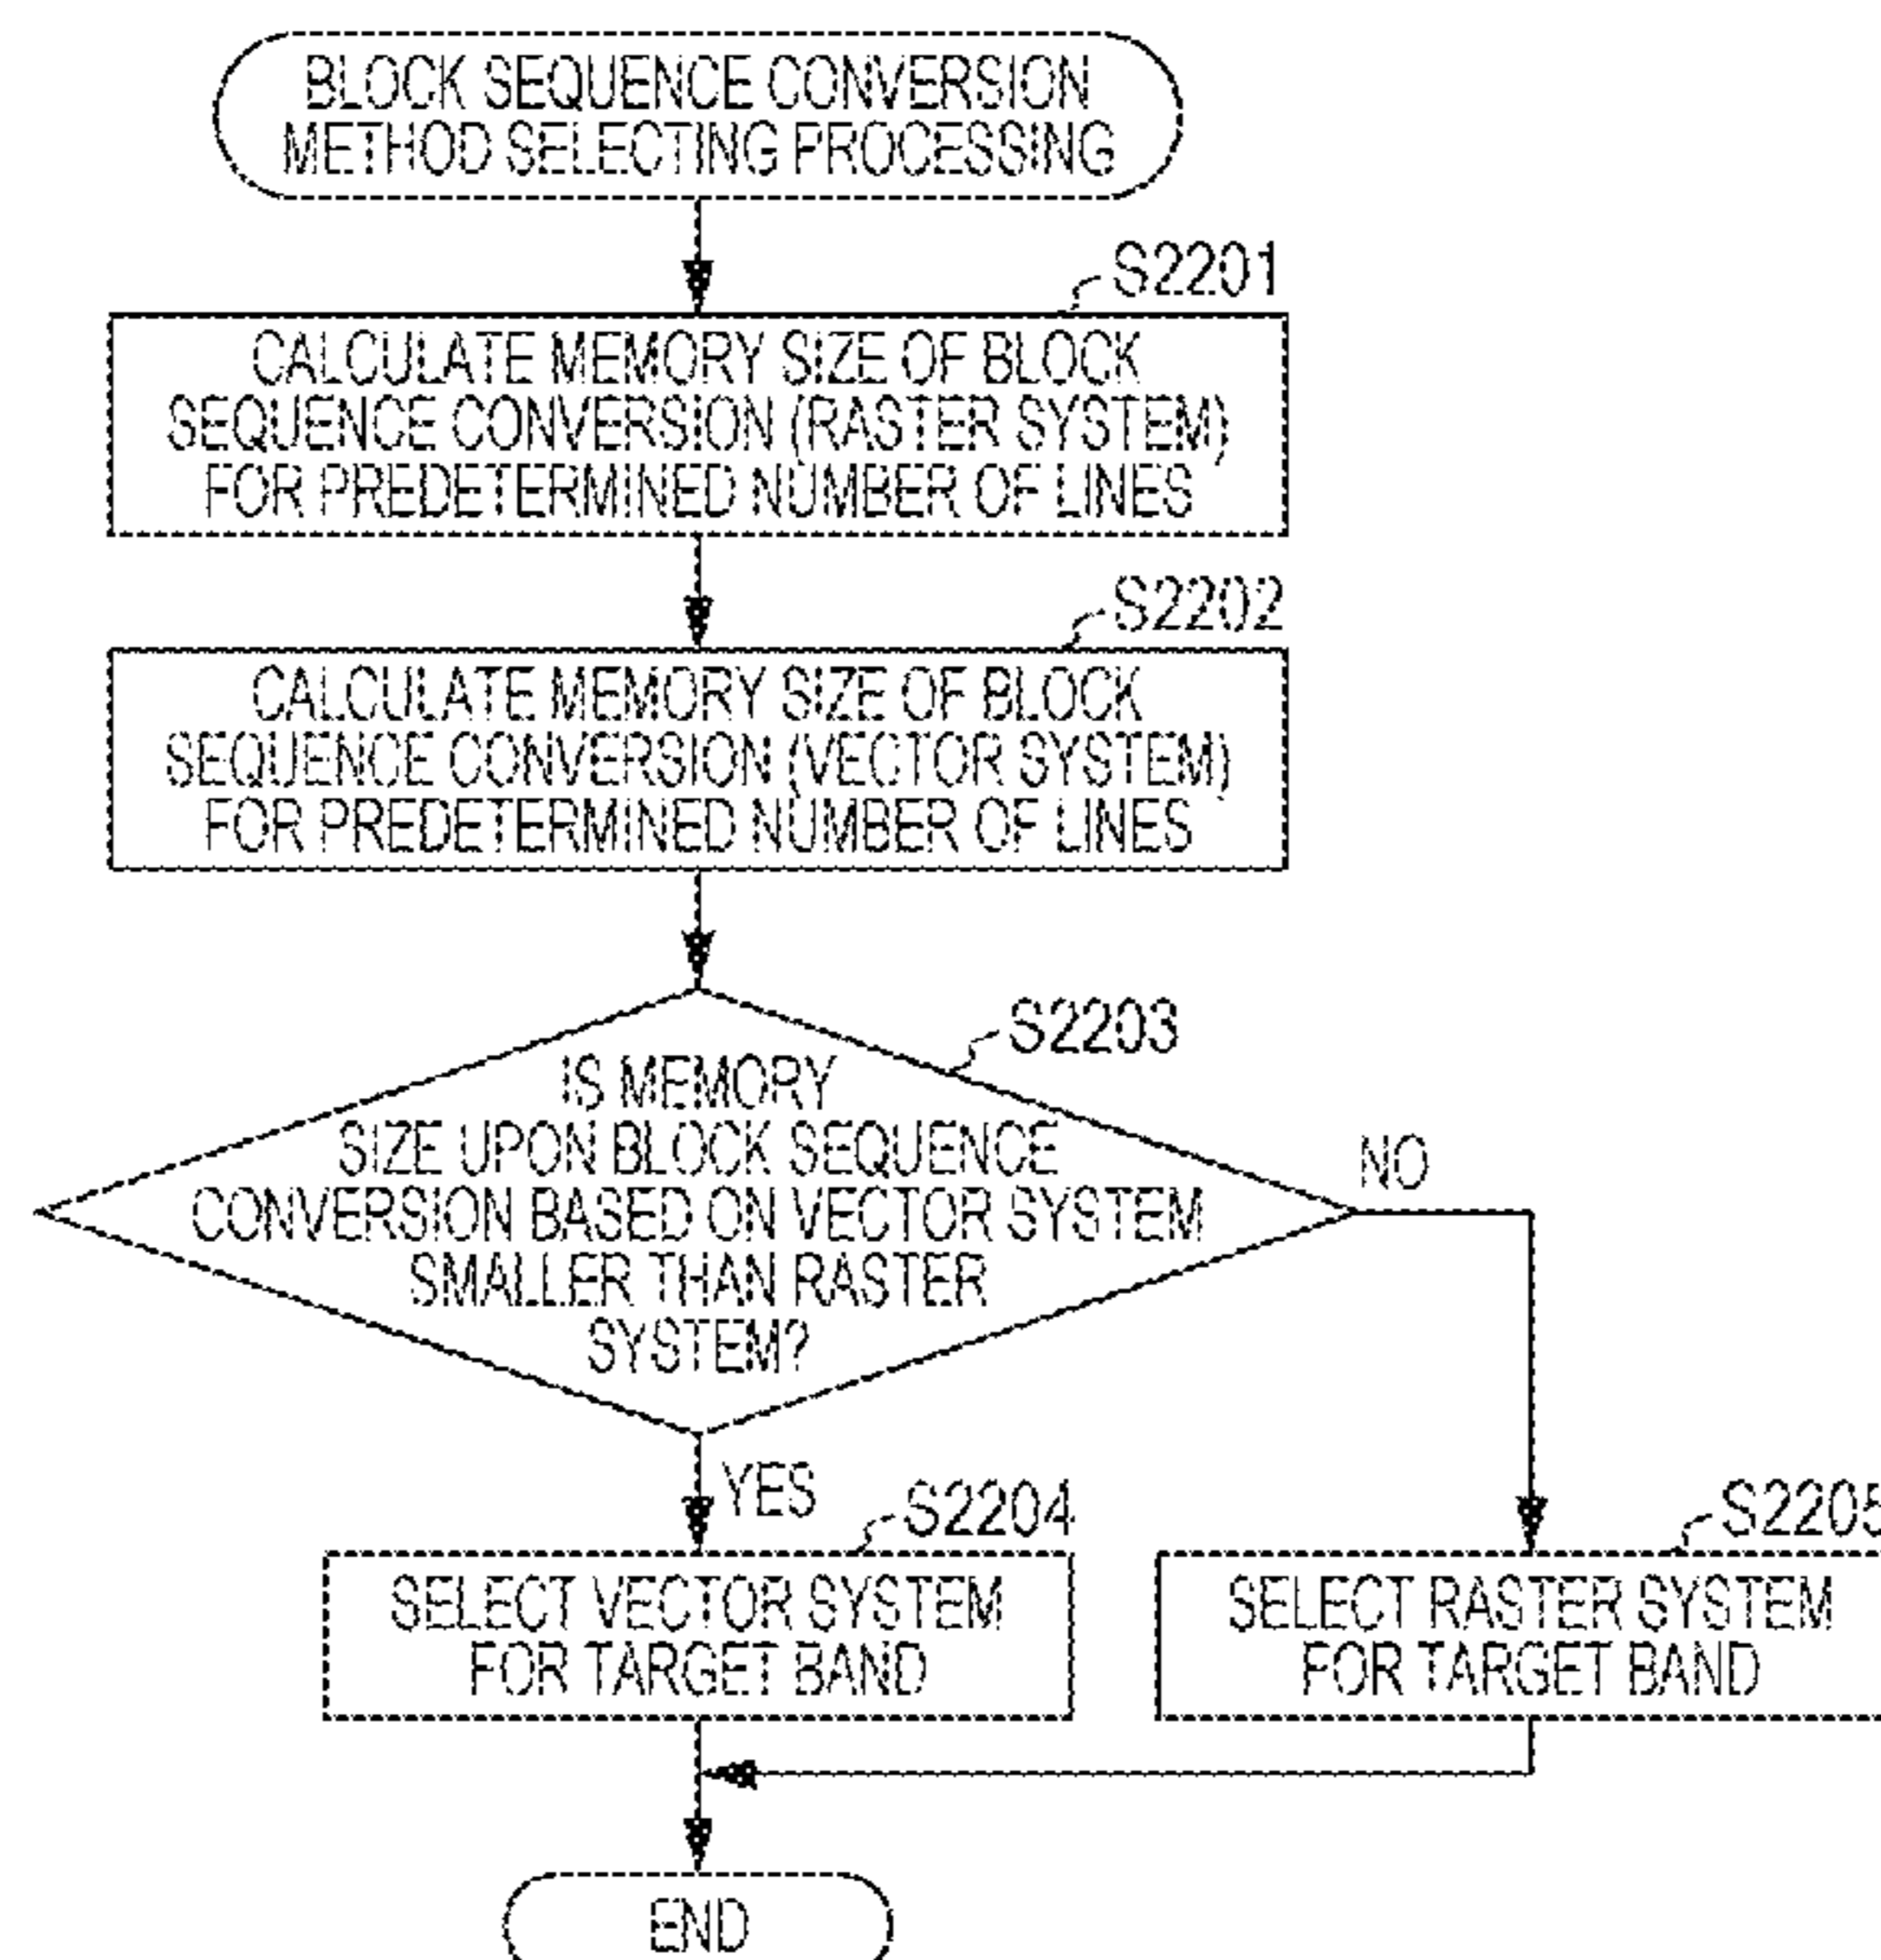 BLOCK SEQUENCE CONVERSION
METHOD SELECTING PROCESSING
S2201
CALCULATE MEMORY SIZE OF BLOCK
SEQUENCE CONVERSION (RASTER SYSTEM)
FOR PREDETERMINED NUMBER OF LINES
S2202
CALCULATE MEMORY SIZE OF BLOCK
SEQUENCE CONVERSION (VECTOR SYSTEM)
FOR PREDETERMINED NUMBER OF LINES
S2203
IS MEMORY
SIZE UPON BLOCK SEQUENCE
CONVERSION BASED ON VECTOR SYSTEM
SMALLER THAN RASTER
SYSTEM?
NO
YES
S2204
SELECT VECTOR SYSTEM
FOR TARGET BAND
S2205
SELECT RASTER SYSTEM
FOR TARGET BAND
END